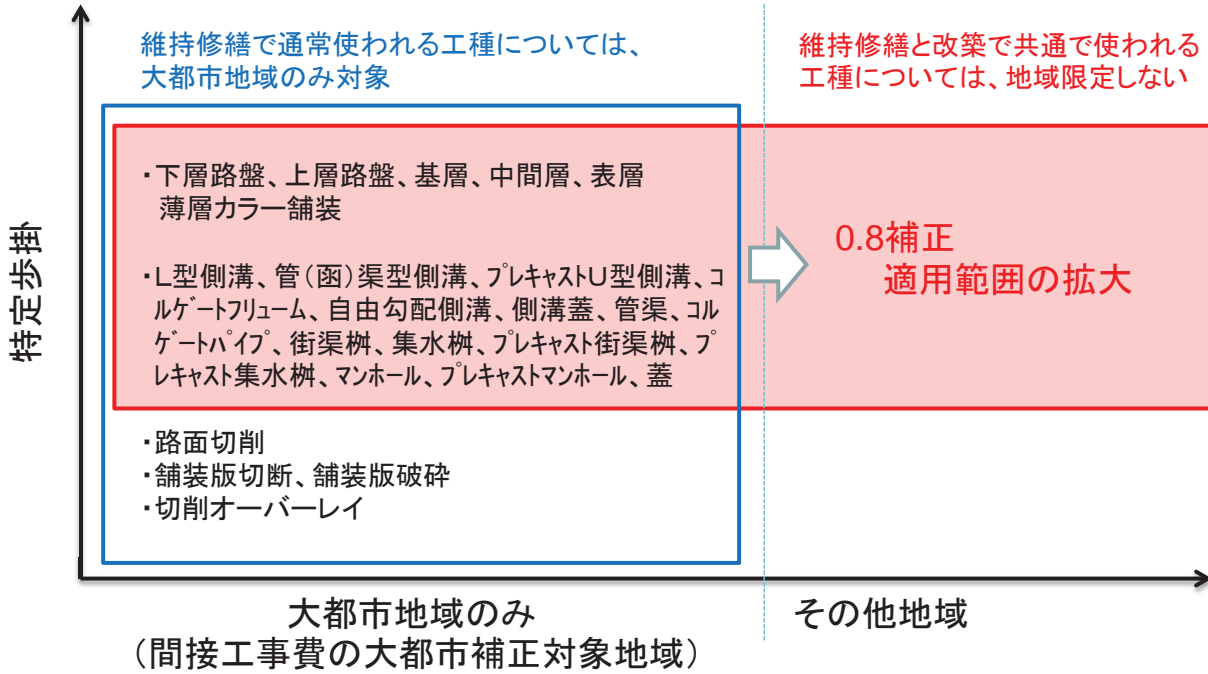 維持修繕で通常使われる工種については、
大都市地域のみ対象
維持修繕と改築で共通で使われる
工種については、地域限定しない
特定歩掛
・下層路盤、上層路盤、基層、中間層、表層
薄層カラー舗装
・L型側溝、管(函)渠型側溝、プレキャストU型側溝、コ
ルゲートフリューム、自由勾配側溝、側溝蓋、管渠、コル
ゲートパイプ、街渠桝、集水桝、プレキャスト街渠桝、プ
レキャスト集水桝、マンホール、プレキャストマンホール、蓋
0.8補正
適用範囲の拡大
・路面切削
・舗装版切断、舗装版破砕
・切削オーバーレイ
大都市地域のみ
(間接工事費の大都市補正対象地域)
その他地域